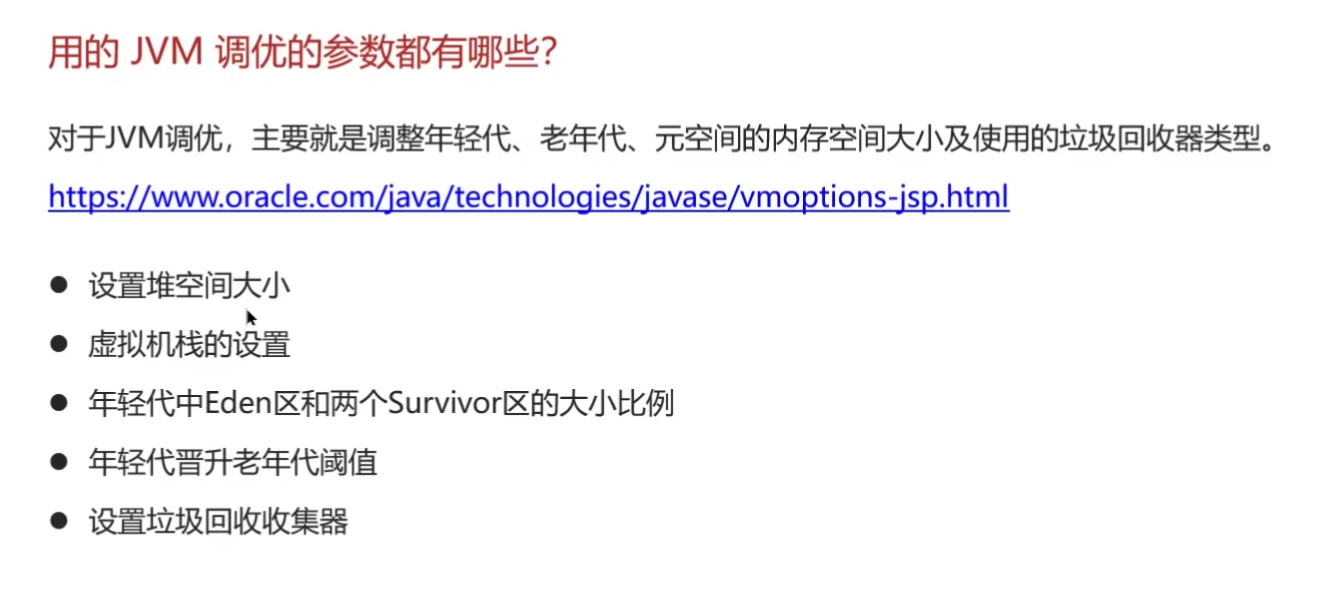 用的 JVM 调优的参数都有哪些?
对于JVM调优，主要就是调整年轻代、老年代、元空间的内存空间大小及使用的垃圾回收器类型。
https://www.oracle.com/java/technologies/javase/vmoptions-jsp.html
● 设置堆空间大小
● 虚拟机栈的设置
● 年轻代中Eden区和两个Survivor区的大小比例
● 年轻代晋升老年代阈值
● 设置垃圾回收收集器